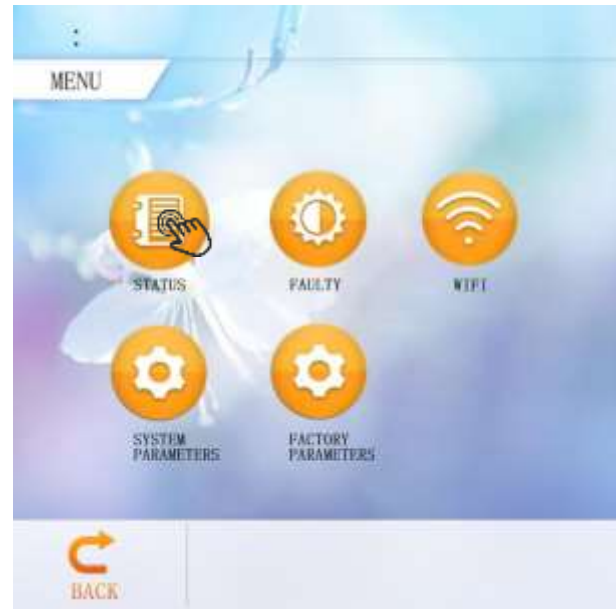 :
MENU
STATUS
FAULTY
WIFI
SYSTEM
PARAMETERS
FACTORY
PARAMETERS
BACK